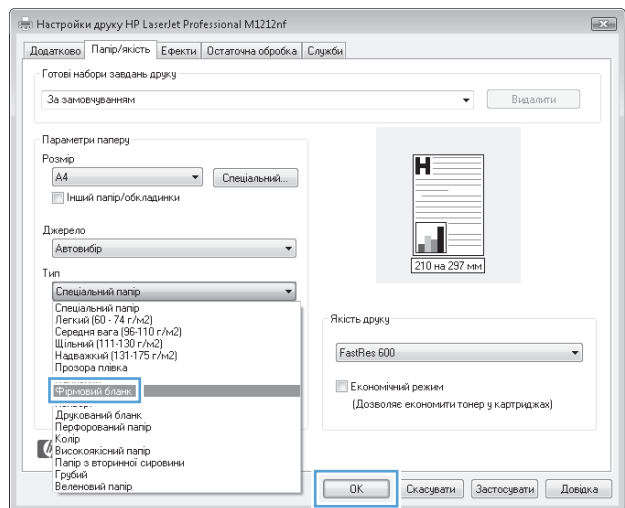 Настройки друку HP LaserJet Professional M1212nf
Додатково Папір/якість Ефекти Остаточна обробка Служби
Готові набори завдань друку
За замовчуванням Видалити
Параметри паперу
Розмір
A4 Спеціальний...
Інший папір/обкладинки
Джерело
Автовибір
Тип
Спеціальний папір
Спеціальний папір
Легкий (60 - 74 г/м2)
Середня вага (96-110 г/м2)
Щільний (111-130 г/м2)
Надважкий (131-175 г/м2)
Прозора плівка
Фірмовий бланк
Друкований бланк
Перфорований папір
Колір
Високоякісний папір
Папір з вторинної сировини
Грубий
Веленовий папір
H
210 на 297 мм
Якість друку
FastRes 600
Економічний режим
(Дозволяє економити тонер у картриджах)
OK Скасувати Застосувати Довідка